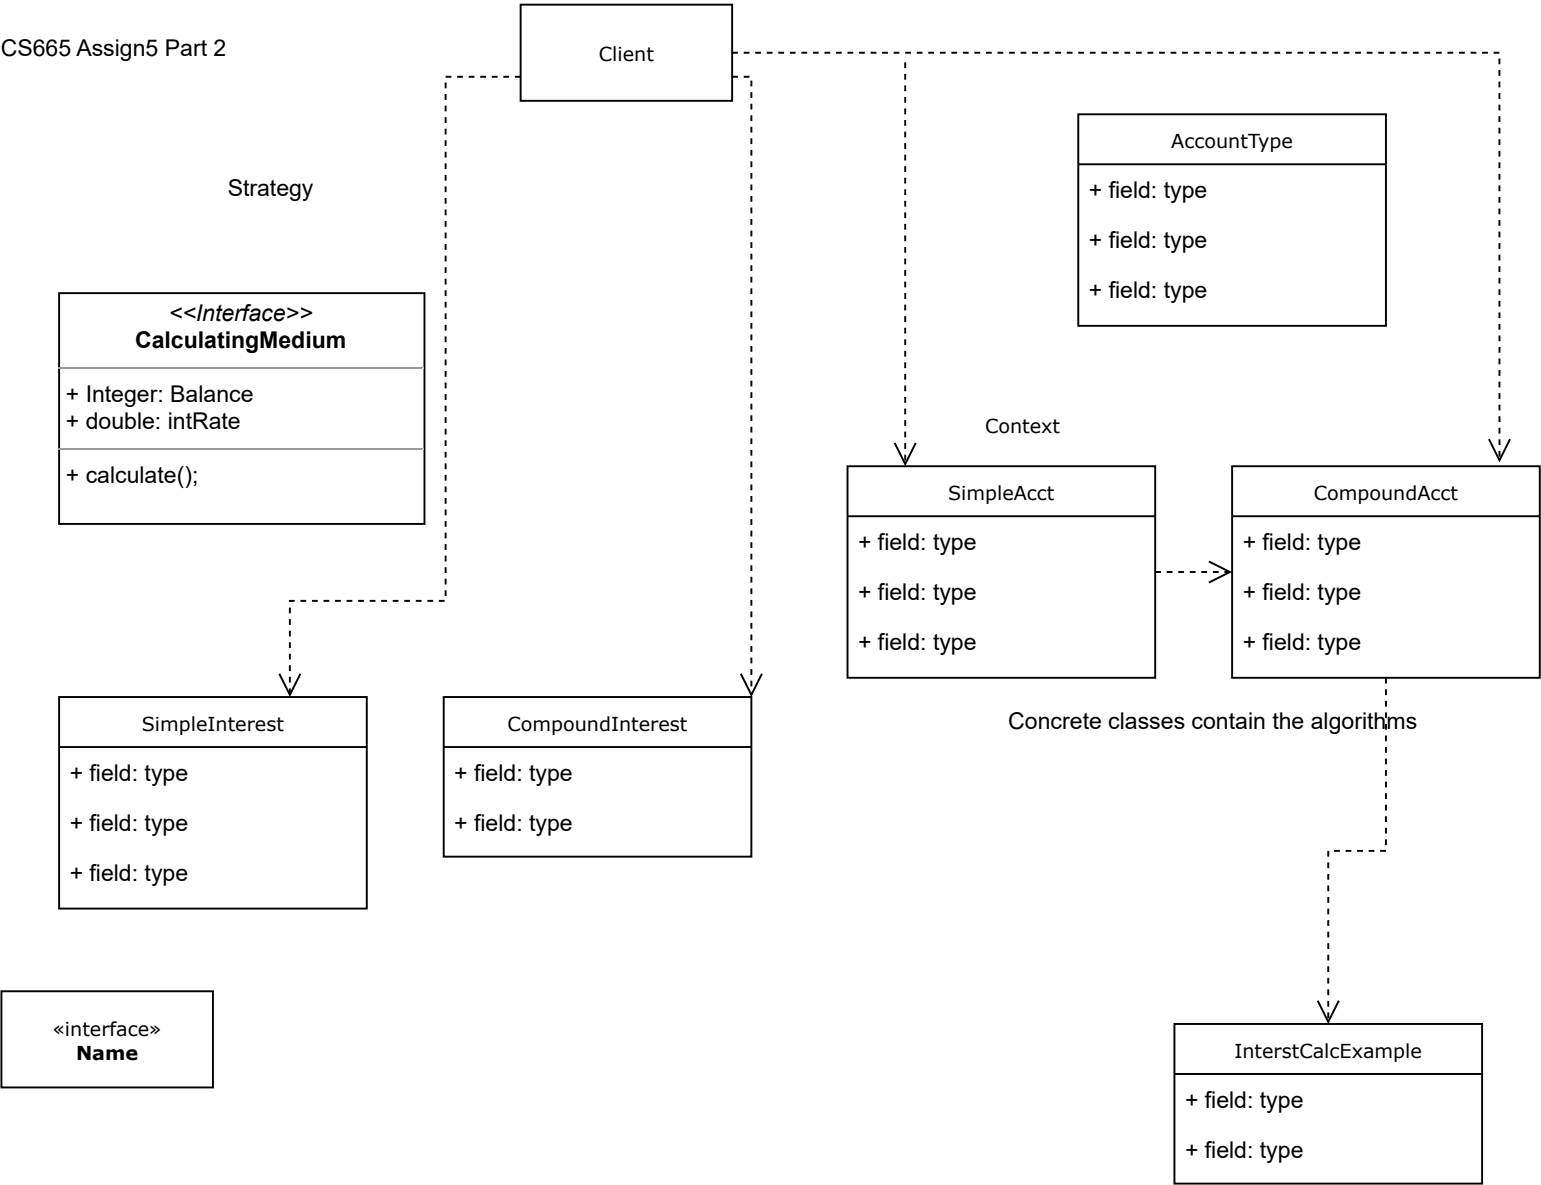 CS665 Assign5 Part 2
Client
AccountType
+ field: type
+ field: type
+ field: type
Strategy
<<Interface>>
CalculatingMedium
+ Integer: Balance
+ double: intRate
+ calculate();
Context
SimpleAcct
+ field: type
+ field: type
+ field: type
CompoundAcct
+ field: type
+ field: type
+ field: type
SimpleInterest
+ field: type
+ field: type
+ field: type
CompoundInterest
+ field: type
+ field: type
Concrete classes contain the algorithms
«interface»
Name
InterstCalcExample
+ field: type
+ field: type